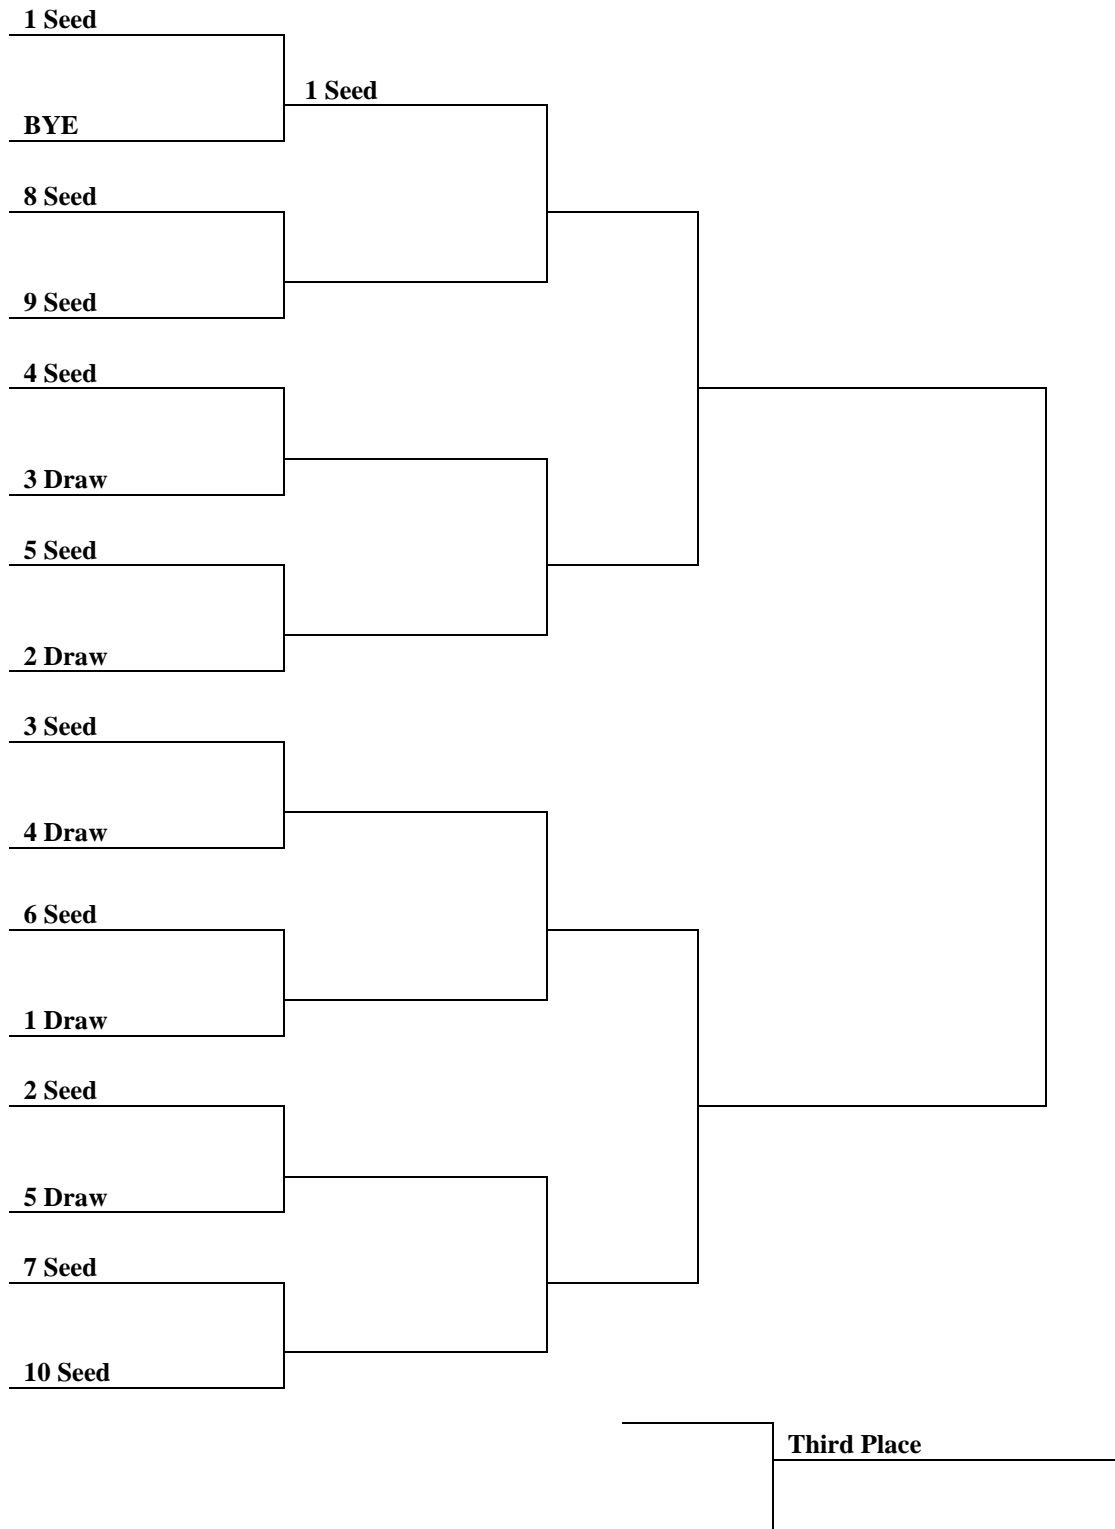 1 Seed
1 Seed
BYE
8 Seed
9 Seed
4 Seed
3 Draw
5 Seed
2 Draw
3 Seed
4 Draw
6 Seed
1 Draw
2 Seed
5 Draw
7 Seed
10 Seed
Third Place